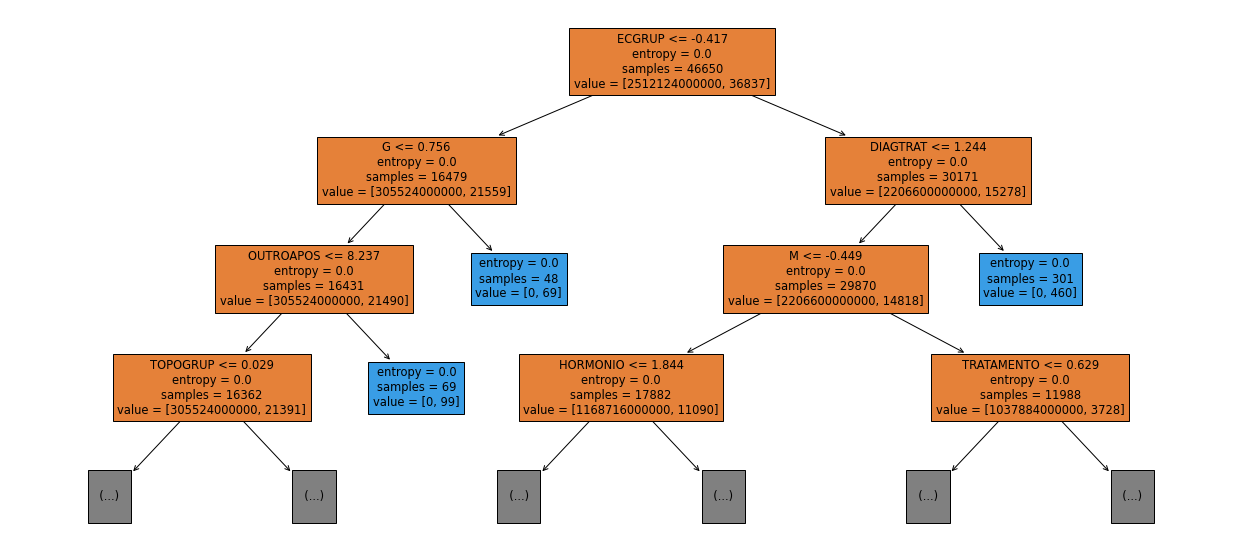 ECGRUP <= -0.417
entropy = 0.0
samples = 46650
value = [2512124000000, 36837]
G <= 0.756
entropy = 0.0
samples = 16479
value = [305524000000, 21559]
DIAGTRAT <= 1.244
entropy = 0.0
samples = 30171
value = [2206600000000, 15278]
OUTROAPOS <= 8.237
entropy = 0.0
samples = 16431
value = [305524000000, 21490]
entropy = 0.0
samples = 48
value = [0, 69]
M <= -0.449
entropy = 0.0
samples = 29870
value = [2206600000000, 14818]
entropy = 0.0
samples = 301
value = [0, 460]
TOPOGRUP <= 0.029
entropy = 0.0
samples = 16362
value = [305524000000, 21391]
entropy = 0.0
samples = 69
value = [0, 99]
HORMONIO <= 1.844
entropy = 0.0
samples = 17882
value = [1168716000000, 11090]
TRATAMENTO <= 0.629
entropy = 0.0
samples = 11988
value = [1037884000000, 3728]
(...)
(...)
(...)
(...)
(...)
(...)